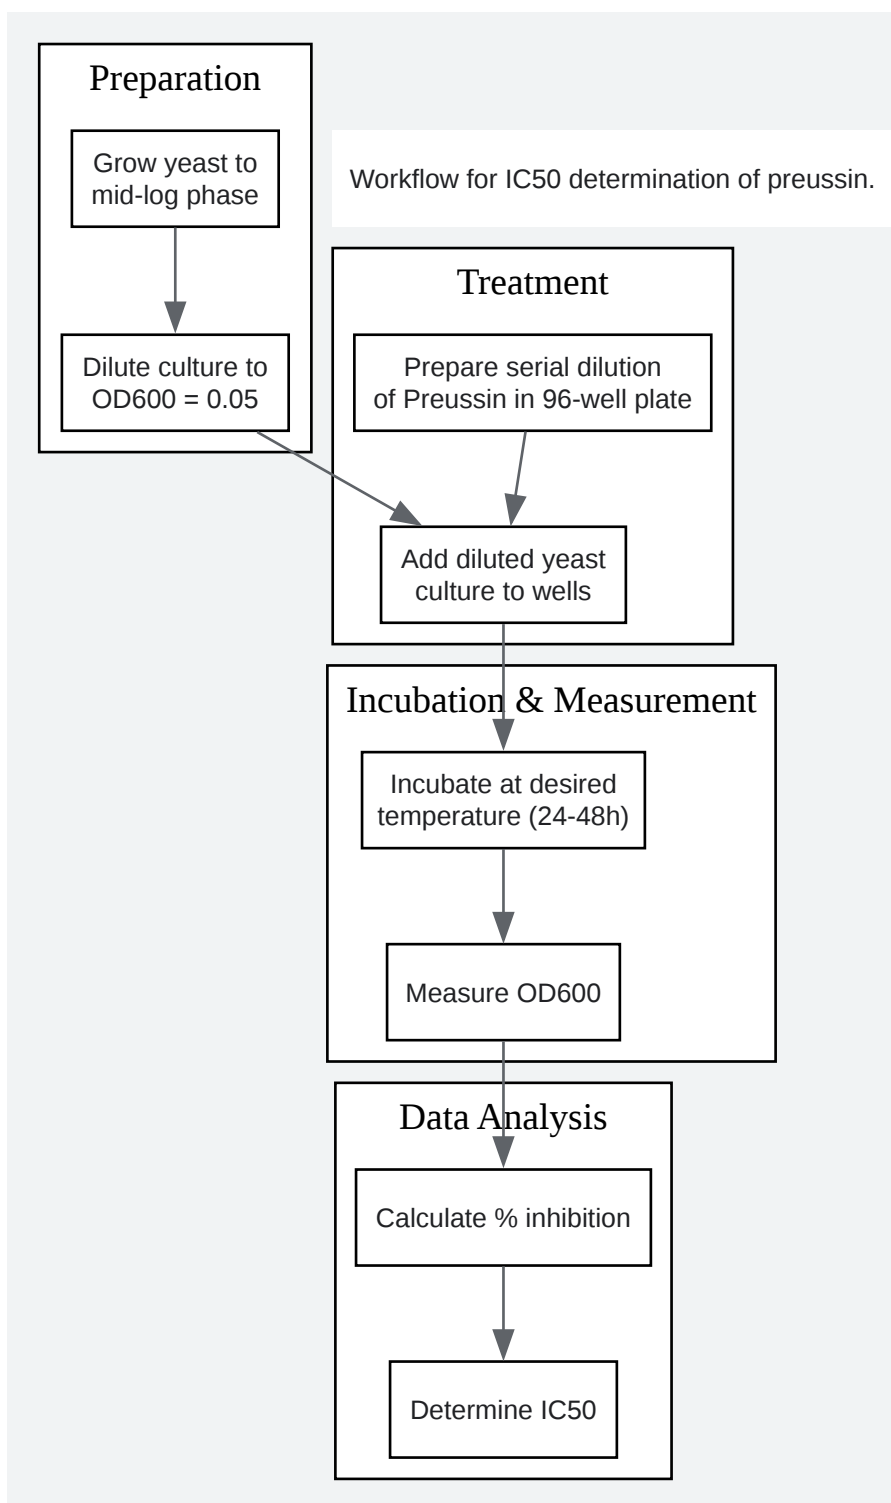 Preparation
Grow yeast to
mid-log phase
Workflow for IC50 determination of preussin.
Dilute culture to
OD600 = 0.05
Treatment
Prepare serial dilution
of Preussin in 96-well plate
Add diluted yeast
culture to wells
Incubation & Measurement
Incubate at desired
temperature (24-48h)
Measure OD600
Data Analysis
Calculate % inhibition
Determine IC50